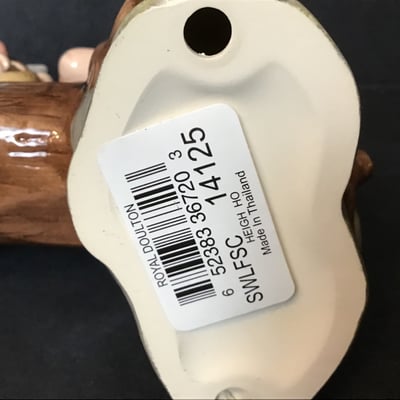 ROYAL DOULTON
6 52383 36720 3
SWLFSC 14125
HEIGH HO
Made in Thailand